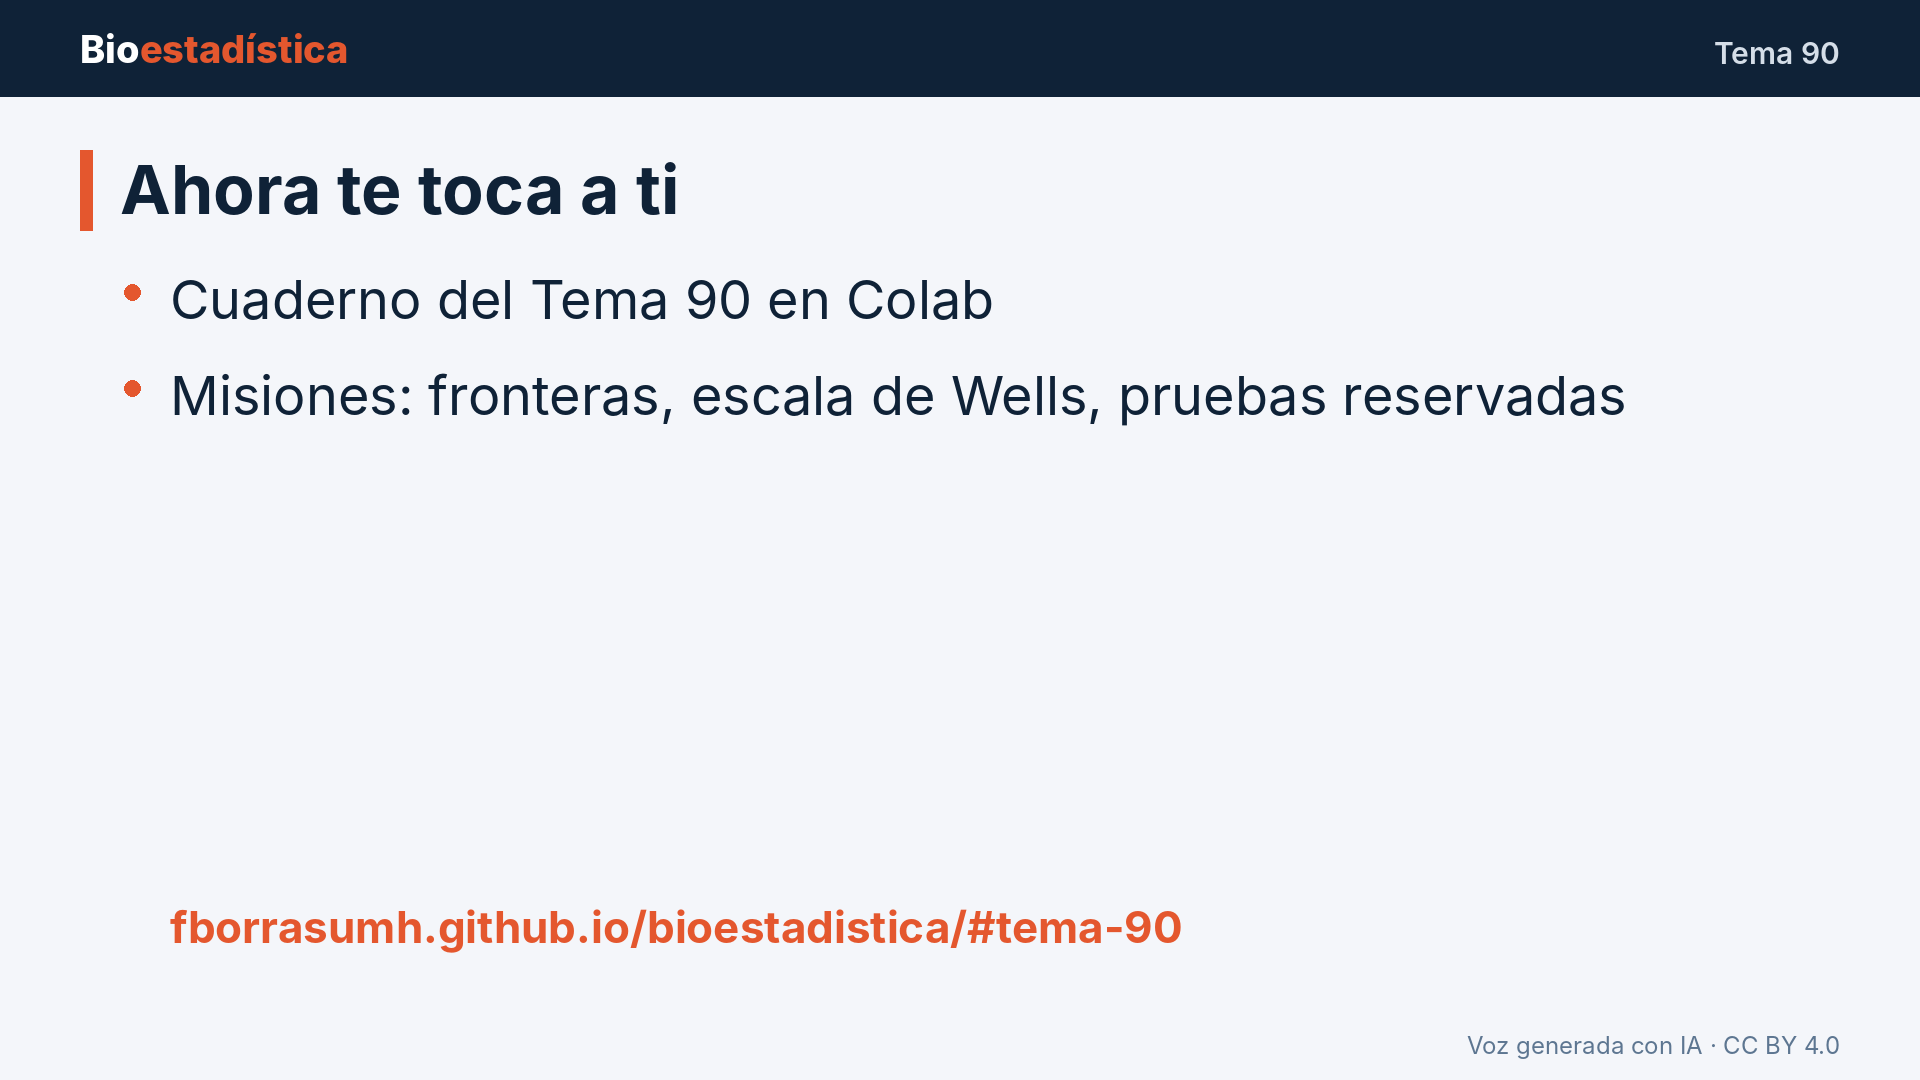 Bioestadística
Tema 90
Ahora te toca a ti
• Cuaderno del Tema 90 en Colab
• Misiones: fronteras, escala de Wells, pruebas reservadas
fborrasumh.github.io/bioestadistica/#tema-90
Voz generada con IA · CC BY 4.0